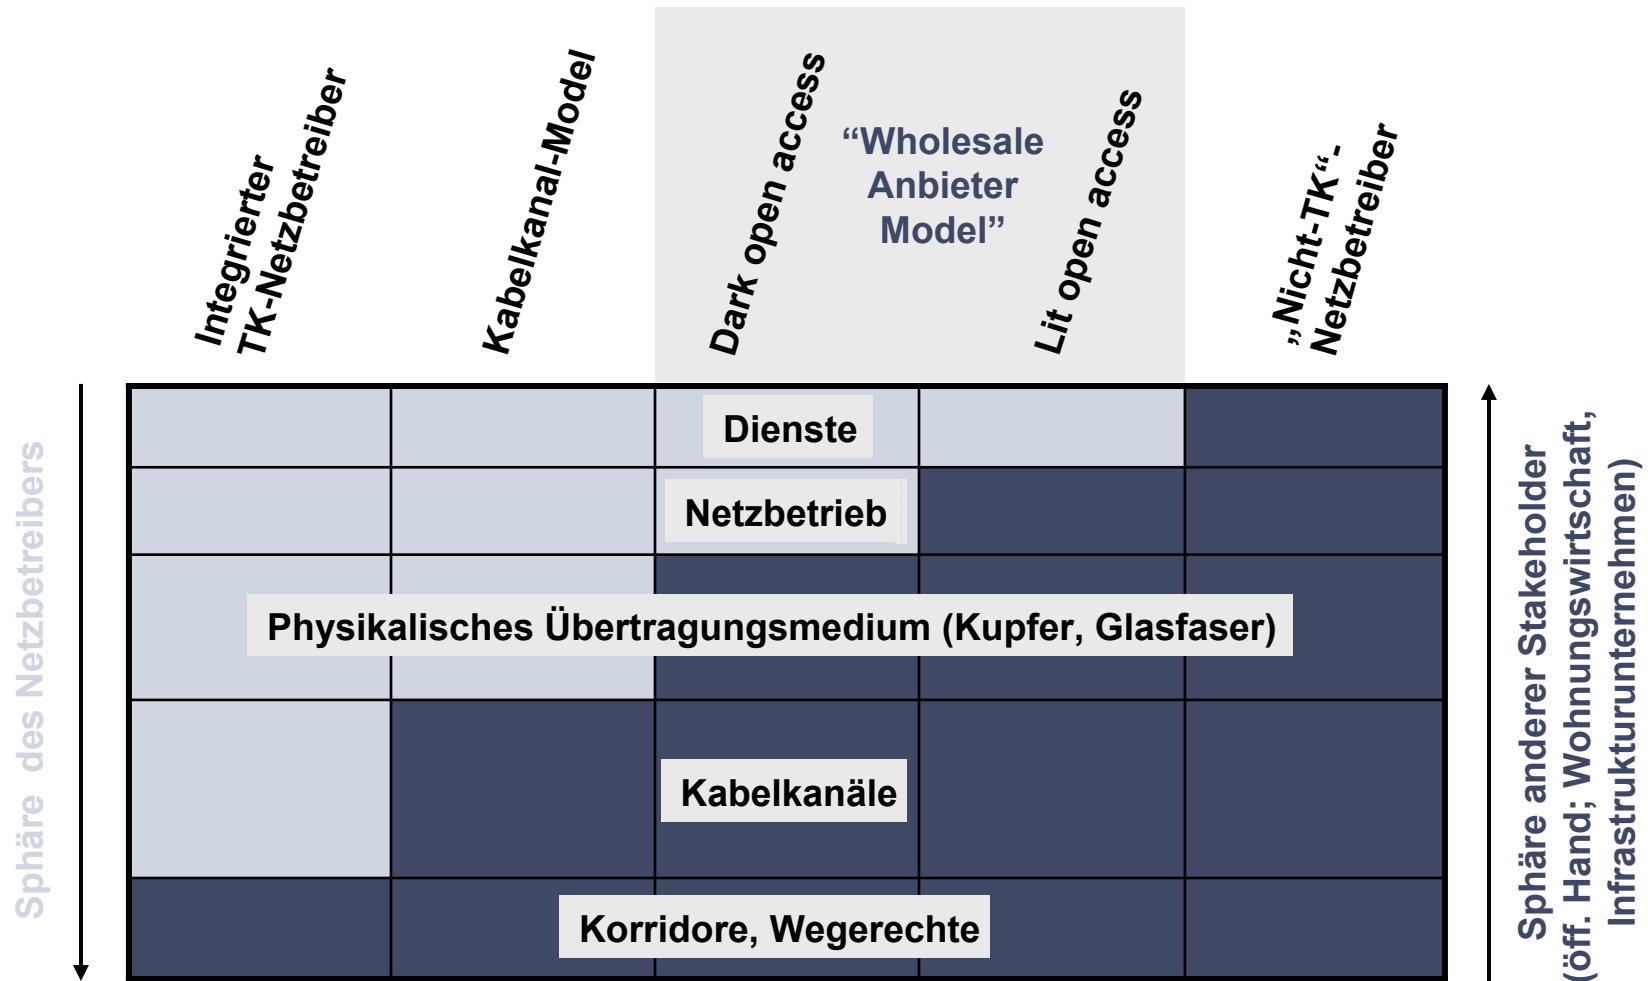 Integrierter
TK-Netzbetreiber
Kabelkanal-Model
Dark open access
“Wholesale
Anbieter
Model”
Lit open access
„Nicht-TK“-
Netzbetreiber
Sphäre des Netzbetreibers
Dienste
Netzbetrieb
Physikalisches Übertragungsmedium (Kupfer, Glasfaser)
Kabelkanäle
Korridore, Wegerechte
Sphäre anderer Stakeholder
(öff. Hand; Wohnungswirtschaft,
Infrastrukturunternehmen)